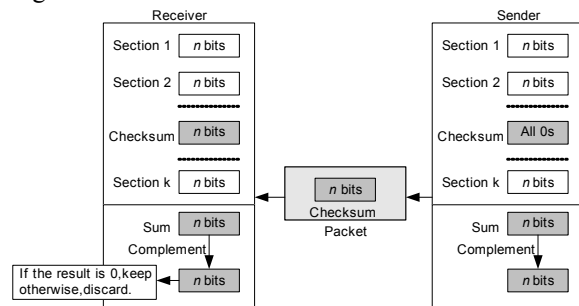 Receiver Sender
Section 1 n bits Section 1 n bits
Section 2 n bits Section 2 n bits
Checksum n bits Checksum All 0s
n bits
Section k n bits Section k n bits
Checksum
Packet
Sum n bits Sum n bits
Complement Complement
If the result is 0,keep
otherwise,discard.
n bits n bits